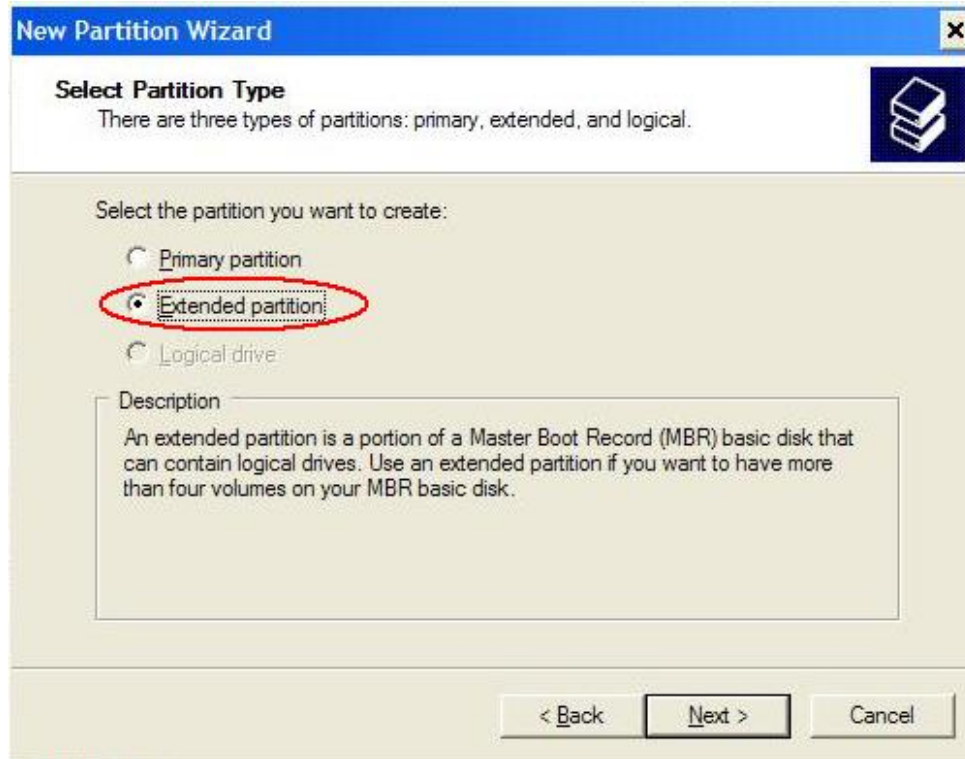 New Partition Wizard
Select Partition Type
There are three types of partitions: primary, extended, and logical.
Select the partition you want to create:
Primary partition
Extended partition
Logical drive
Description
An extended partition is a portion of a Master Boot Record (MBR) basic disk that
can contain logical drives. Use an extended partition if you want to have more
than four volumes on your MBR basic disk.
< Back
Next >
Cancel